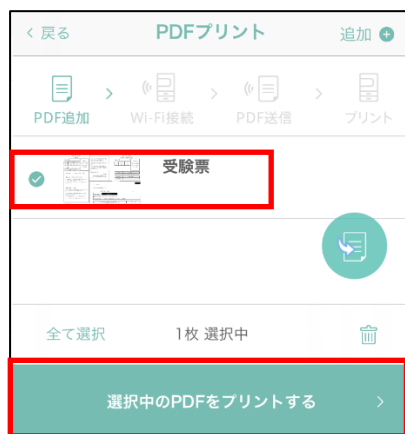 < 戻る PDFプリント 追加
PDF追加 Wi-Fi接続 PDF送信 プリント
受験票
全て選択 1枚 選択中
選択中のPDFをプリントする